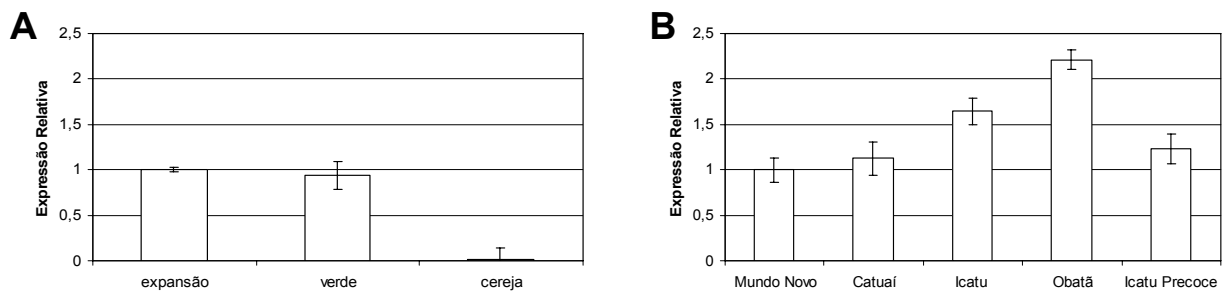 A
Expressão Relativa
2,5
2
1,5
1
0,5
0
expansão verde cereja
B
Expressão Relativa
2,5
2
1,5
1
0,5
0
Mundo Novo Catuaí Icatu Obatã Icatu Precoce